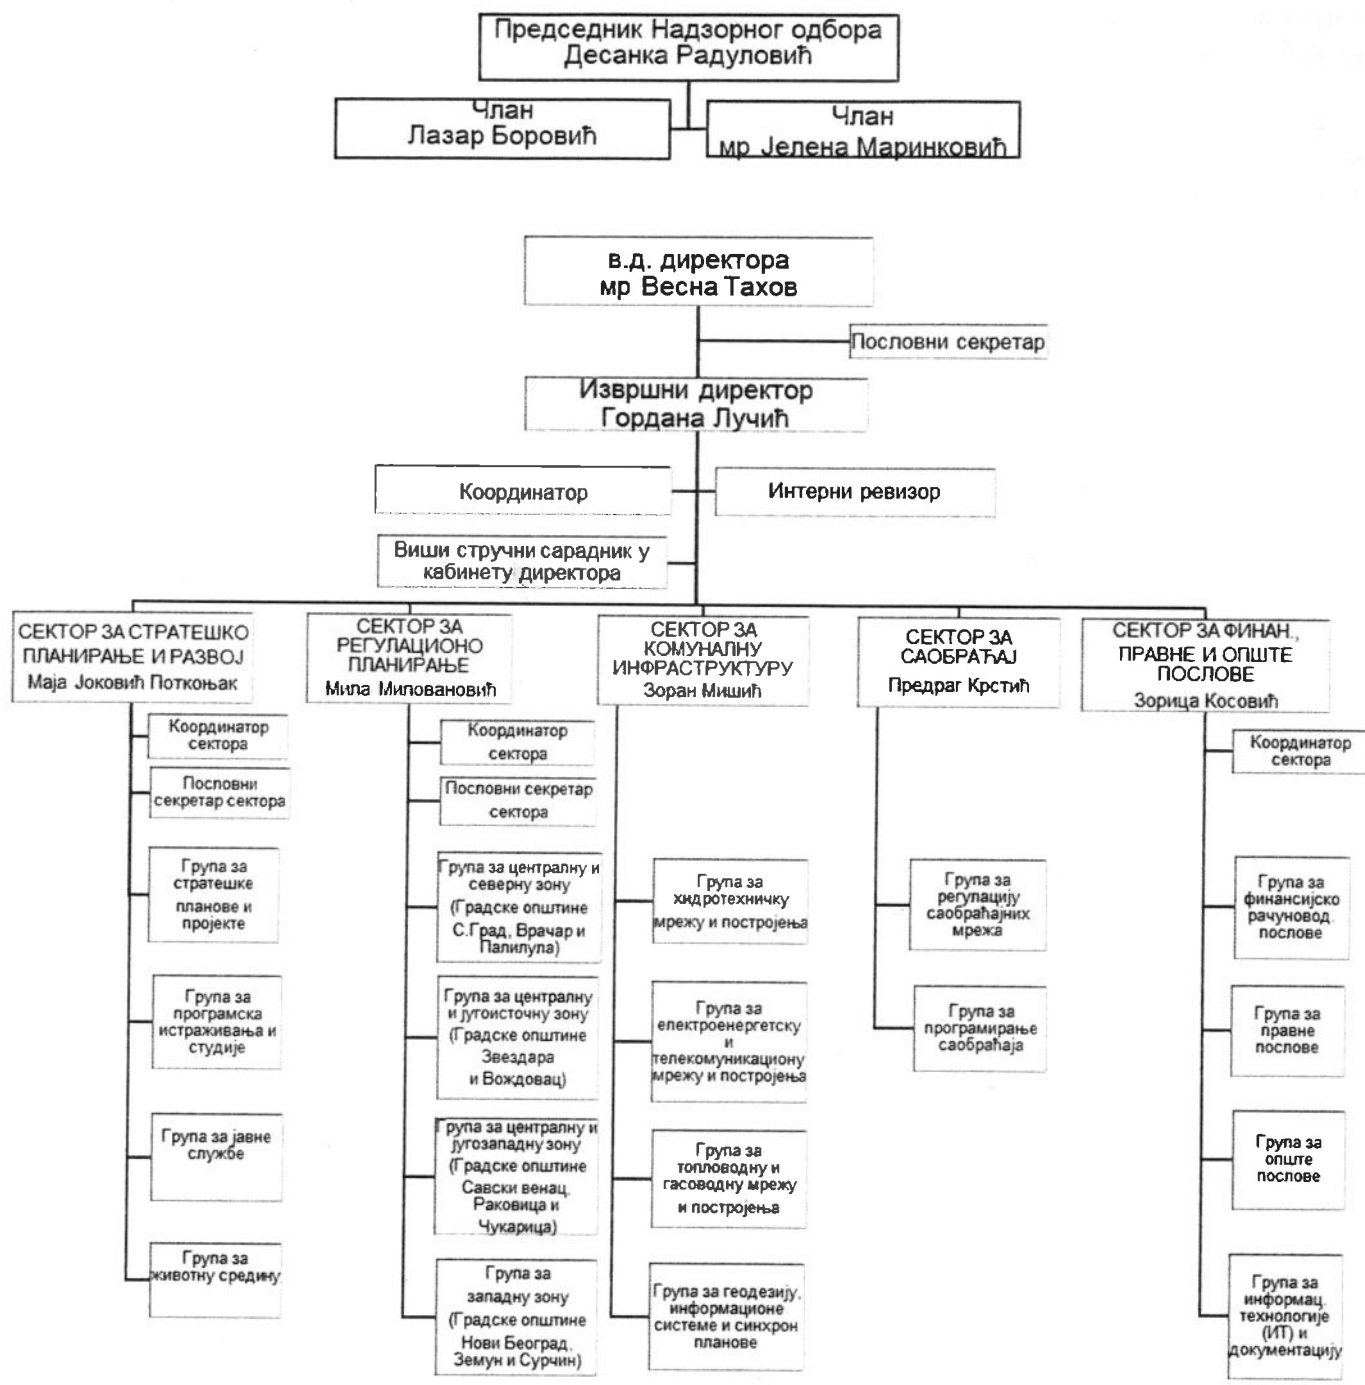 Председник Надзорног одбора
Десанка Радуловић
Члан
Лазар Боровић
Члан
мр Јелена Маринковић
в.д. директора
мр Весна Тахов
Пословни секретар
Извршни директор
Гордана Лучић
Координатор
Интерни ревизор
Виши стручни сарадник у
кабинету директора
СЕКТОР ЗА СТРАТЕШКО
ПЛАНИРАЊЕ И РАЗВОЈ
Маја Јоковић Поткоњак
Координатор
сектора
Пословни
секретар сектора
Група за
стратешке
планове и
пројекте
Група за
програмска
истраживања и
студије
Група за јавне
службе
Група за
животну средину
СЕКТОР ЗА
РЕГУЛАЦИОНО
ПЛАНИРАЊЕ
Мила Миловановић
Координатор
сектора
Пословни секретар
сектора
Група за централну и
северну зону
(Градске општине
С.Град, Врачар и
Палилула)
Група за централну
и југоисточну зону
(Градске општине
Звездара
и Вождовац)
Група за централну и
југозападну зону
(Градске општине
Савски венац,
Раковица и
Чукарица)
Група за
западну зону
(Градске општине
Нови Београд,
Земун и Сурчин)
СЕКТОР ЗА
КОМУНАЛНУ
ИНФРАСТРУКТУРУ
Зоран Мишић
Група за
хидротехничку
мрежу и постројења
Група за
електроенергетску
и
телекомуникациону
мрежу и постројења
Група за
топловодну и
гасоводну мрежу
и постројења
Група за геодезију,
информационе
системе и синхрон
планове
СЕКТОР ЗА
САОБРАЋАЈ
Предраг Крстић
Група за
регулацију
саобраћајних
мрежа
Група за
програмирање
саобраћаја
СЕКТОР ЗА ФИНАН.,
ПРАВНЕ И ОПШТЕ
ПОСЛОВЕ
Зорица Косовић
Координатор
сектора
Група за
финансијско
рачуновод.
послове
Група за
правне
послове
Група за
опште
послове
Група за
информац.
технологије
(ИТ) и
документацију